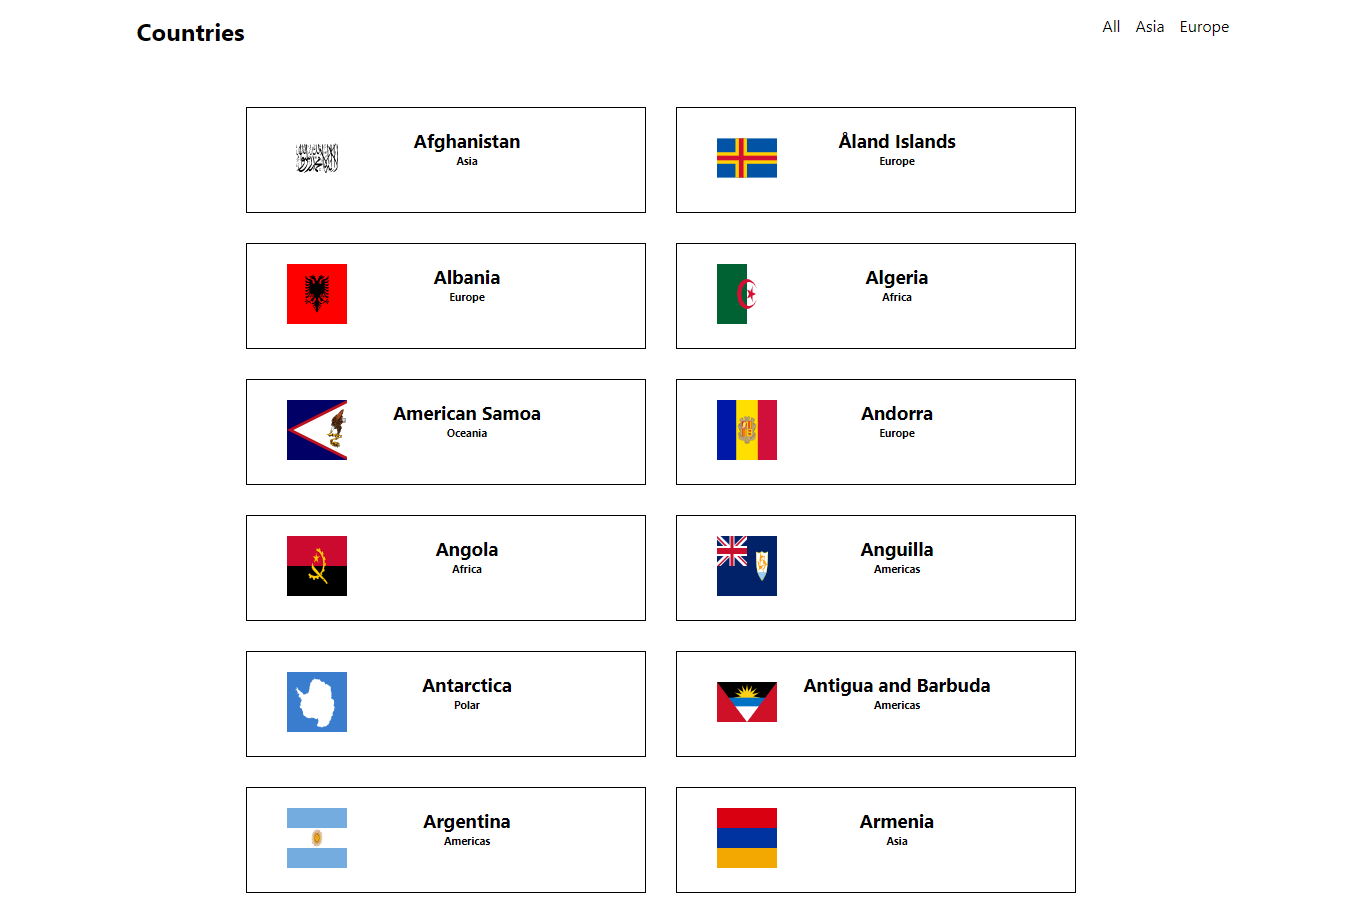 Countries
All Asia Europe
Afghanistan
Asia
Åland Islands
Europe
Albania
Europe
Algeria
Africa
American Samoa
Oceania
Andorra
Europe
Angola
Africa
Anguilla
Americas
Antarctica
Polar
Antigua and Barbuda
Americas
Argentina
Americas
Armenia
Asia